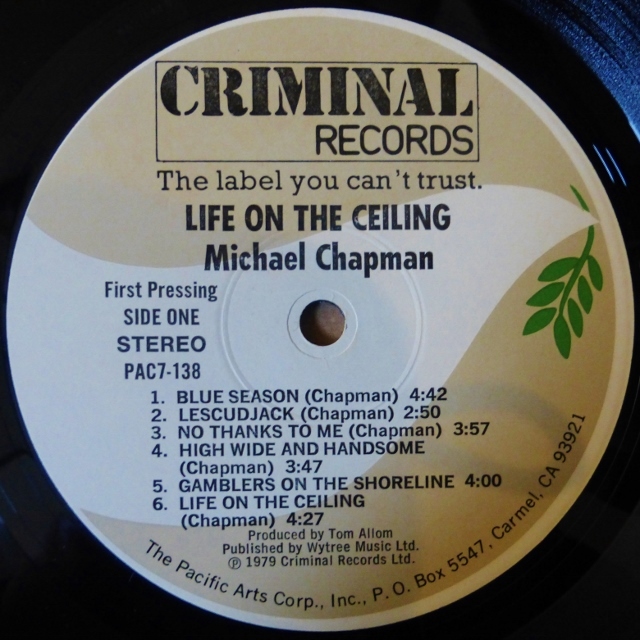 CRIMINAL
RECORDS
The label you can't trust.
LIFE ON THE CEILING
Michael Chapman
First Pressing
SIDE ONE
STEREO
PAC7-138
1. BLUE SEASON (Chapman) 4:42
2. LESCUDJACK (Chapman) 2:50
3. NO THANKS TO ME (Chapman) 3:57
4. HIGH WIDE AND HANDSOME
(Chapman) 3:47
5. GAMBLERS ON THE SHORELINE 4:00
6. LIFE ON THE CEILING
(Chapman) 4:27
Produced by Tom Allom
Published by Wytree Music Ltd.
℗ 1979 Criminal Records Ltd.
The Pacific Arts Corp., Inc., P. O. Box 5547, Carmel, CA 93921